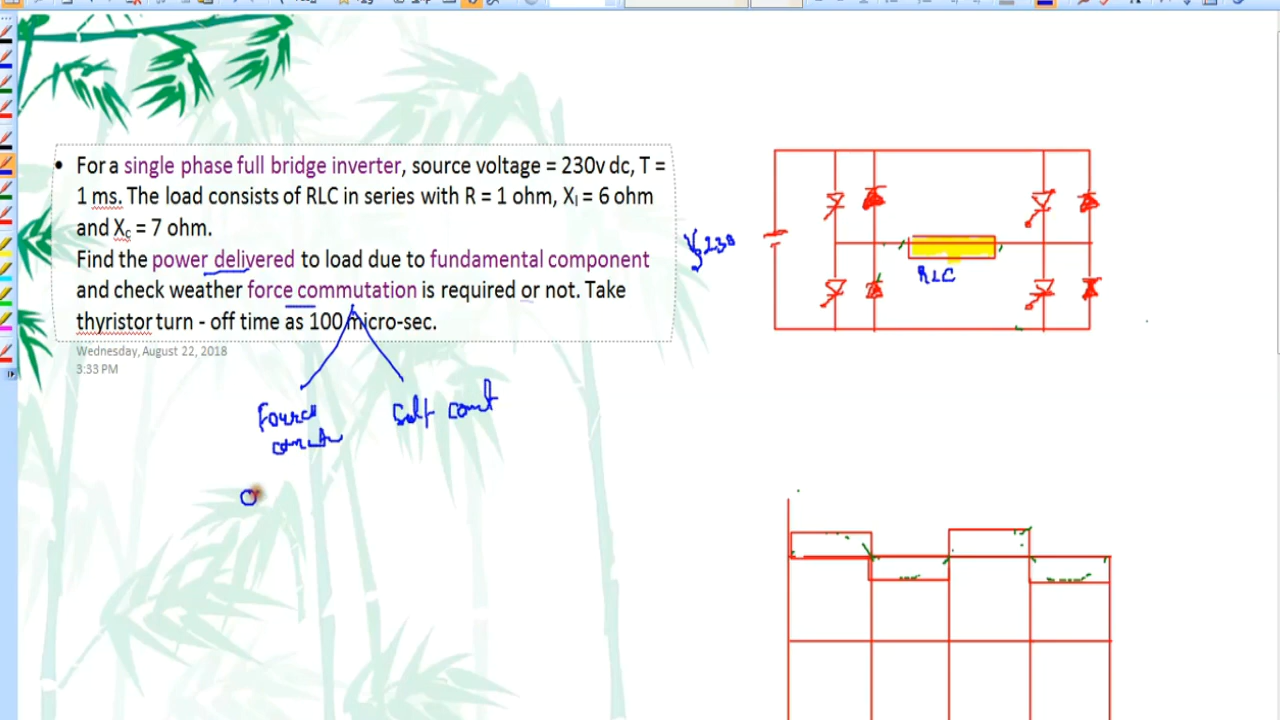 • For a single phase full bridge inverter, source voltage = 230v dc, T =
1 ms. The load consists of RLC in series with R = 1 ohm, Xl = 6 ohm
and Xc = 7 ohm.
Find the power delivered to load due to fundamental component
and check weather force commutation is required or not. Take
thyristor turn - off time as 100 micro-sec.
Wednesday, August 22, 2018
3:33 PM
230
RLC
Self